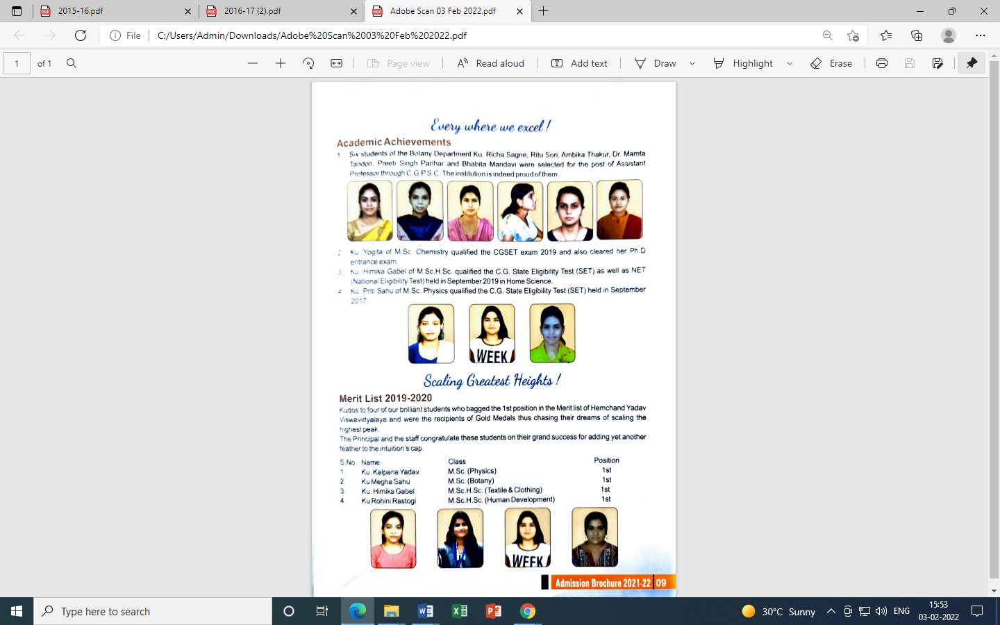 2015-16.pdf
2016-17 (2).pdf
Adobe Scan 03 Feb 2022.pdf
File
C:/Users/Admin/Downloads/Adobe%20Scan%2003%20Feb%202022.pdf
1 of 1
Page view
Read aloud
Add text
Draw
Highlight
Erase
Every where we excel!
Academic Achievements
1. Six students of the Botany Department Ku. Richa Sagne, Ritu Sori, Ambika Thakur, Dr. Mamta
Tandon, Preeti Singh Parihar and Bhabita Mandavi were selected for the post of Assistant
Professor through C.G.P.S.C. The institution is indeed proud of them.
2. Ku. Yogita of M.Sc. Chemistry qualified the CGSET exam 2019 and also cleared her Ph.D
entrance exam.
3. Ku. Himika Gabel of M.Sc.H.Sc. qualified the C.G. State Eligibility Test (SET) as well as NET
(National Eligibility Test) held in September 2019 in Home Science.
4. Ku. Priti Sahu of M.Sc. Physics qualified the C.G. State Eligibility Test (SET) held in September
2017.
WEEK
Scaling Greatest Heights!
Merit List 2019-2020
Kudos to four of our brilliant students who bagged the 1st position in the Merit list of Hemchand Yadav
Viswavidyalaya and were the recipients of Gold Medals thus chasing their dreams of scaling the
highest peak.
The Principal and the staff congratulate these students on their grand success for adding yet another
feather to the intuition's cap.
S.No. Name Class Position
1. Ku. Kalpana Yadav M.Sc. (Physics) 1st
2. Ku Megha Sahu M.Sc. (Botany) 1st
3. Ku. Himika Gabel M.Sc.H.Sc. (Textile & Clothing) 1st
4. Ku Rohini Rastogi M.Sc.H.Sc. (Human Development) 1st
WEEK
Admission Brochure 2021-22 09
Type here to search
30°C Sunny
ENG
15:53
03-02-2022